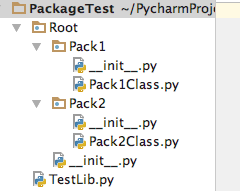 PackageTest ~/PycharmProje
Root
Pack1
__init__.py
Pack1Class.py
Pack2
__init__.py
Pack2Class.py
__init__.py
TestLib.py